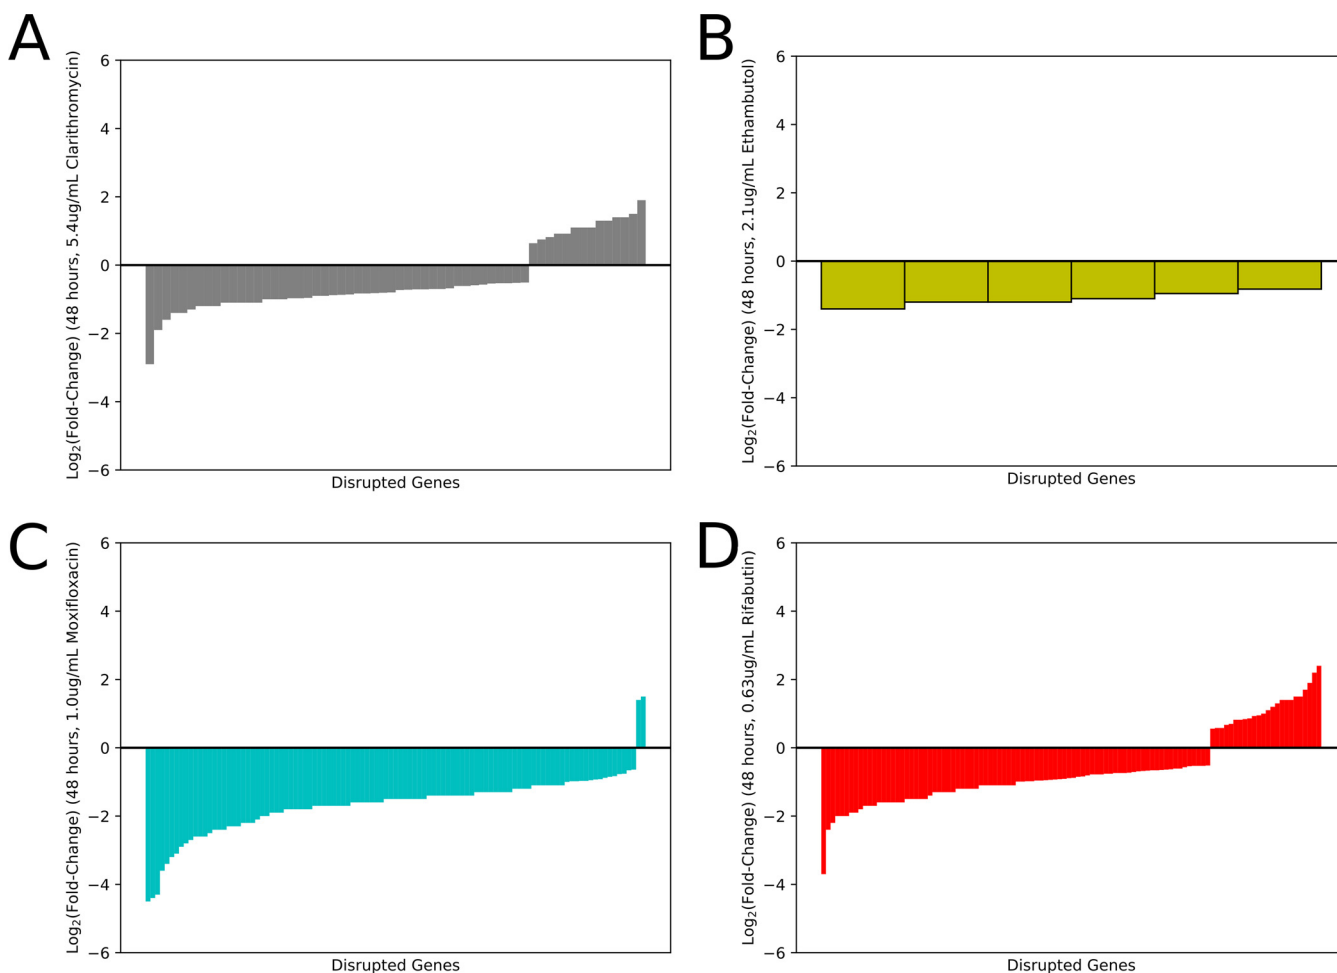 A
Log₂(Fold-Change) (48 hours, 5.4ug/mL Clarithromycin)
6
4
2
0
−2
−4
−6
Disrupted Genes
B
Log₂(Fold-Change) (48 hours, 2.1ug/mL Ethambutol)
6
4
2
0
−2
−4
−6
Disrupted Genes
C
Log₂(Fold-Change) (48 hours, 1.0ug/mL Moxifloxacin)
6
4
2
0
−2
−4
−6
Disrupted Genes
D
Log₂(Fold-Change) (48 hours, 0.63ug/mL Rifabutin)
6
4
2
0
−2
−4
−6
Disrupted Genes